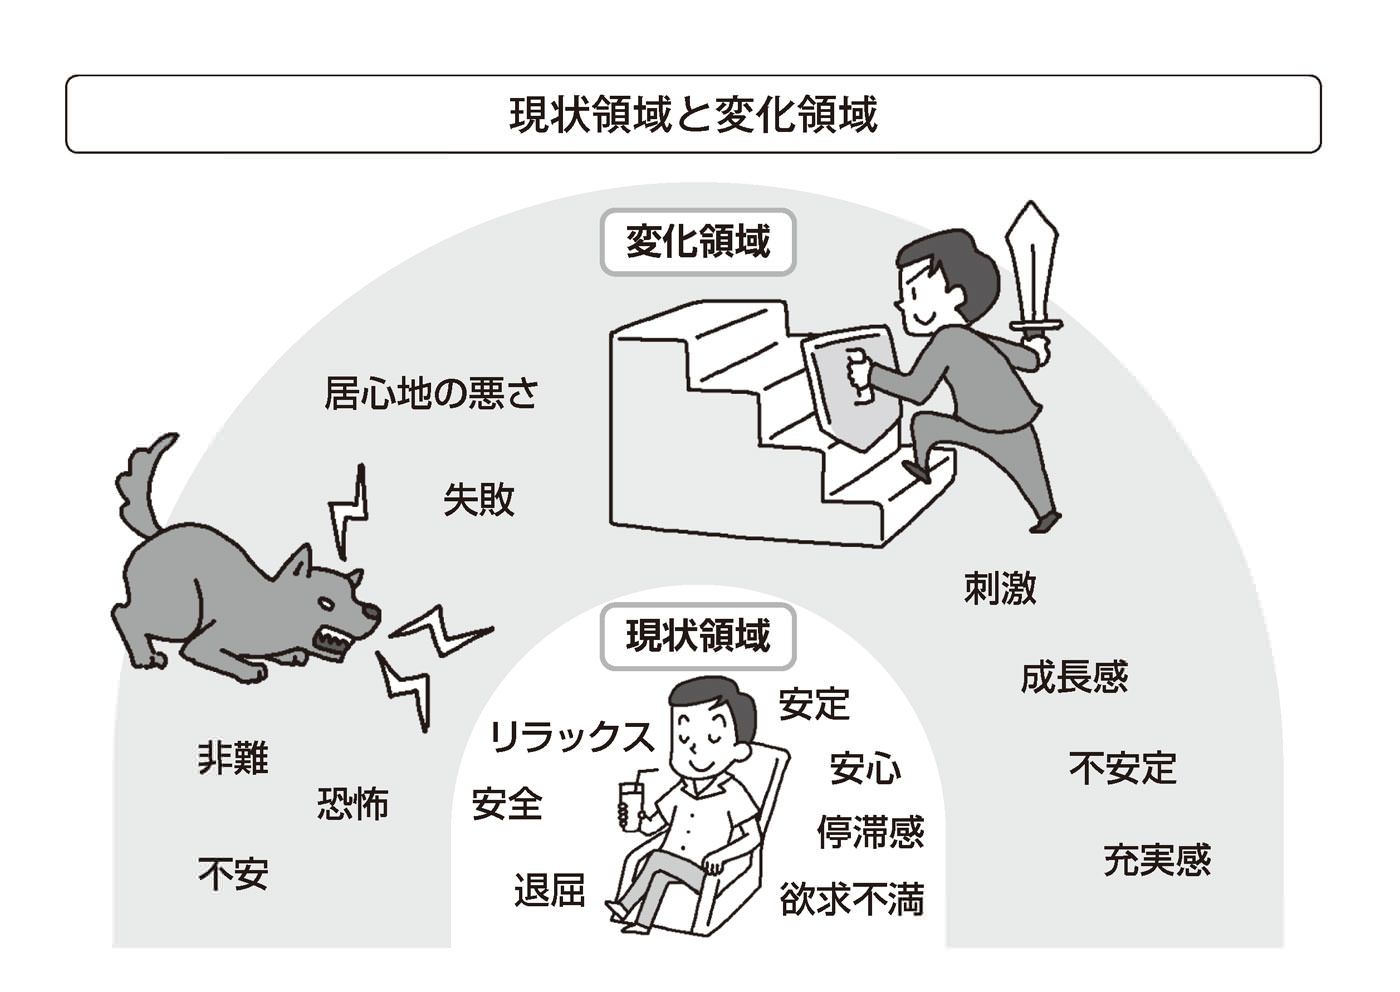 現状領域と変化領域
変化領域
居心地の悪さ
失敗
刺激
現状領域
成長感
安定
リラックス
非難
安心
不安定
恐怖
安全
停滞感
充実感
不安
退屈
欲求不満